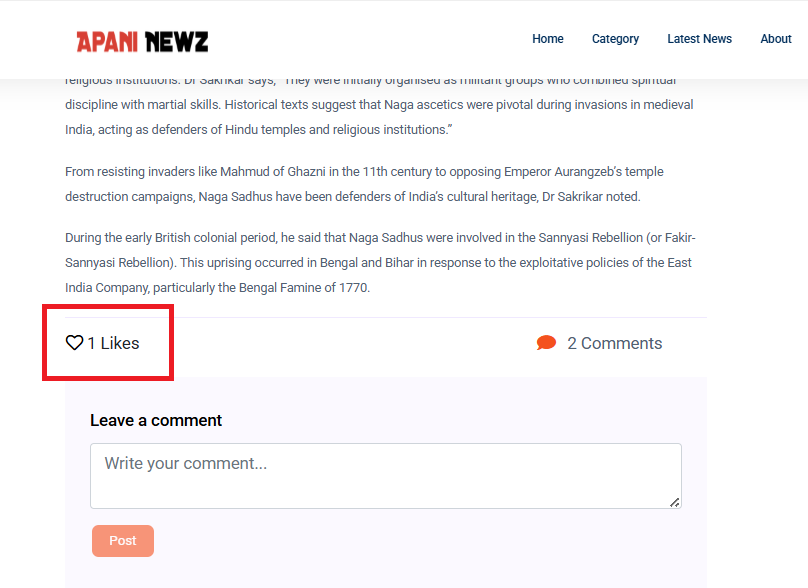 APANI NEWZ
Home Category Latest News About
religious institutions. Dr Sakrikar says, “They were initially organised as militant groups who combined spiritual
discipline with martial skills. Historical texts suggest that Naga ascetics were pivotal during invasions in medieval
India, acting as defenders of Hindu temples and religious institutions.”
From resisting invaders like Mahmud of Ghazni in the 11th century to opposing Emperor Aurangzeb’s temple
destruction campaigns, Naga Sadhus have been defenders of India’s cultural heritage, Dr Sakrikar noted.
During the early British colonial period, he said that Naga Sadhus were involved in the Sannyasi Rebellion (or Fakir-
Sannyasi Rebellion). This uprising occurred in Bengal and Bihar in response to the exploitative policies of the East
India Company, particularly the Bengal Famine of 1770.
1 Likes 2 Comments
Leave a comment
Write your comment...
Post